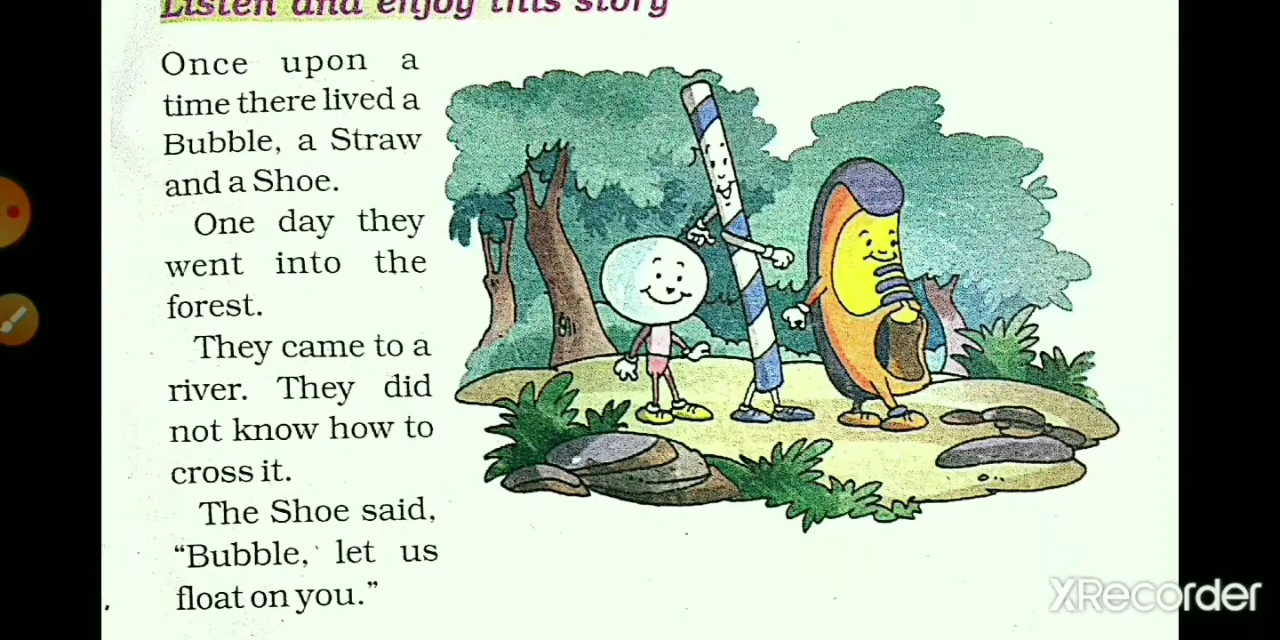 Listen and enjoy this story
Once upon a
time there lived a
Bubble, a Straw
and a Shoe.
One day they
went into the
forest.
They came to a
river. They did
not know how to
cross it.
The Shoe said,
“Bubble, let us
float on you.”
XRecorder